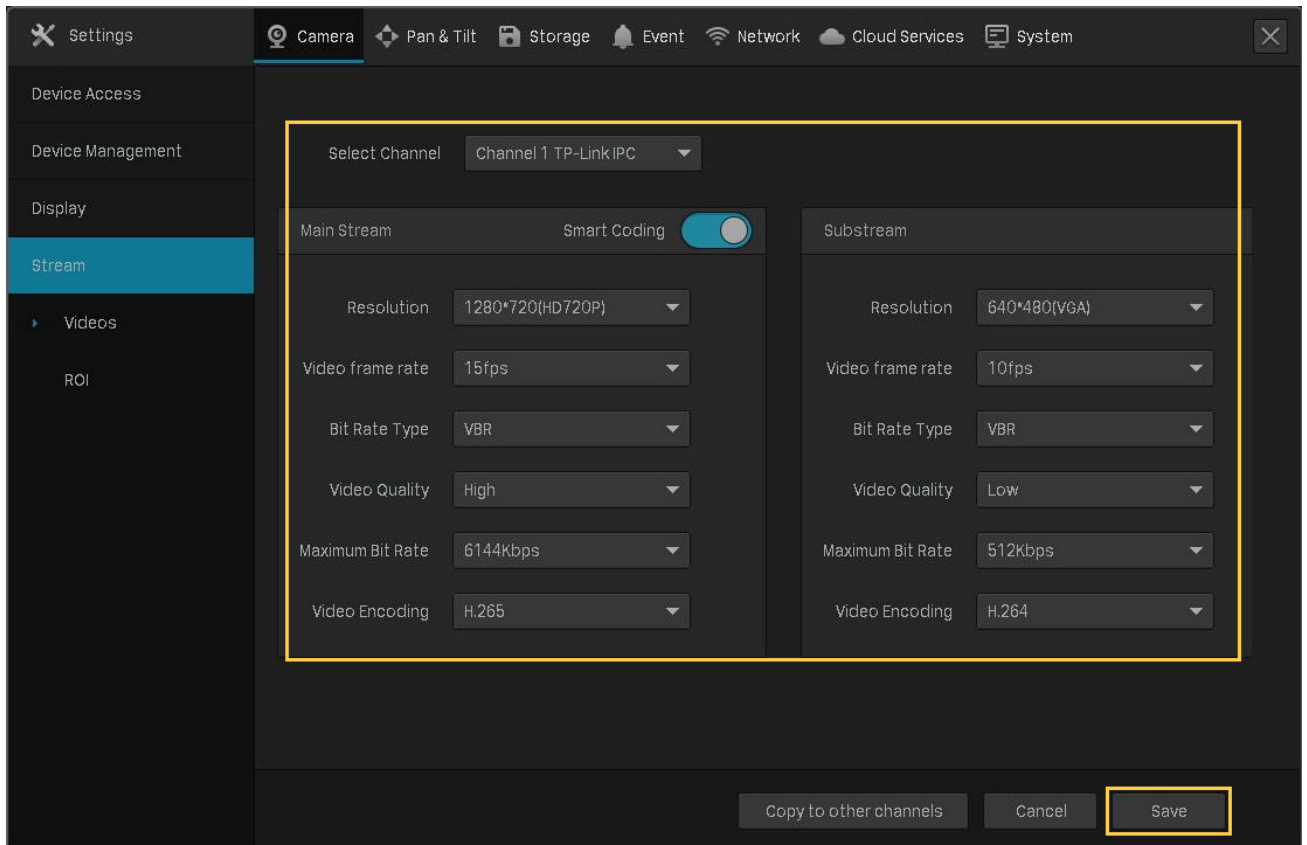 Settings
Camera Pan & Tilt Storage Event Network Cloud Services System
Device Access
Device Management
Display
Stream
Videos
ROI
Select Channel Channel 1 TP-Link IPC
Main Stream Smart Coding
Resolution 1280*720(HD720P)
Video frame rate 15fps
Bit Rate Type VBR
Video Quality High
Maximum Bit Rate 6144Kbps
Video Encoding H.265
Substream
Resolution 640*480(VGA)
Video frame rate 10fps
Bit Rate Type VBR
Video Quality Low
Maximum Bit Rate 512Kbps
Video Encoding H.264
Copy to other channels Cancel Save